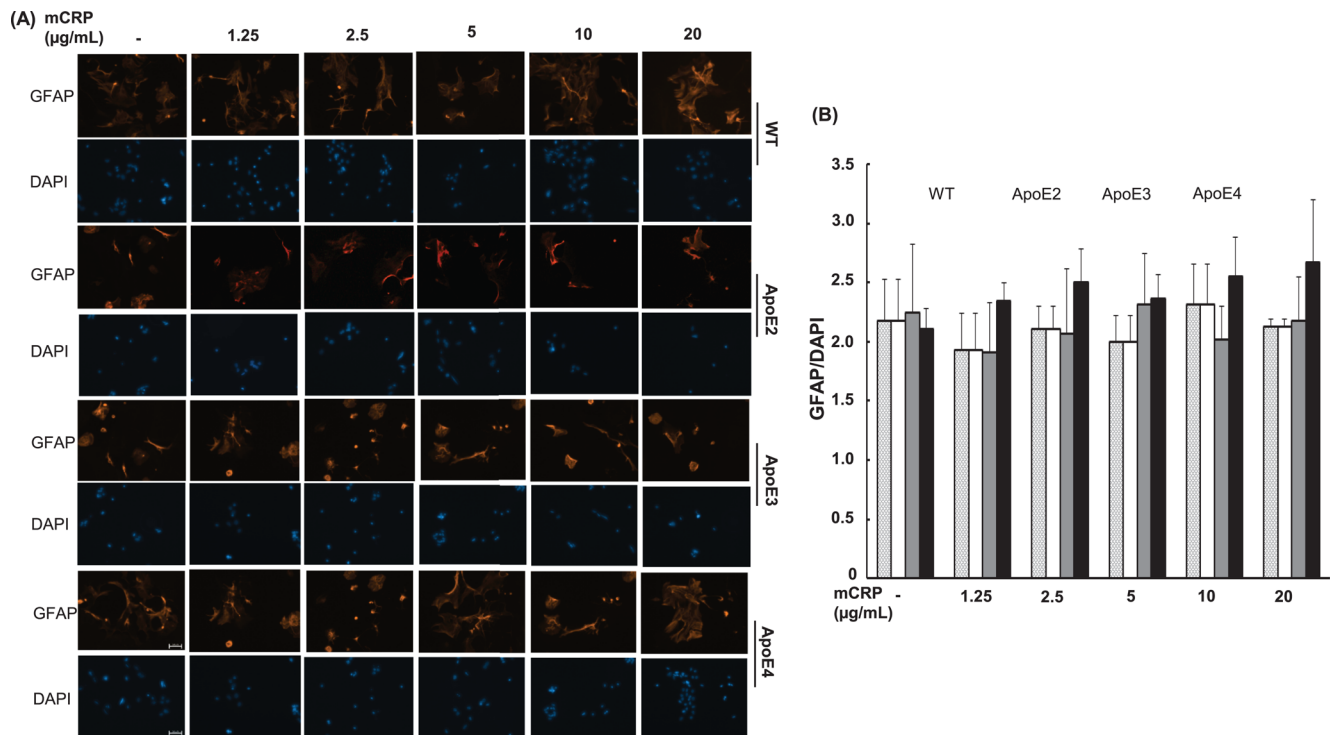 (A)
mCRP
(μg/mL) - 1.25 2.5 5 10 20
GFAP
WT
DAPI
GFAP
ApoE2
DAPI
GFAP
ApoE3
DAPI
GFAP
ApoE4
DAPI
(B)
WT ApoE2 ApoE3 ApoE4
GFAP/DAPI
3.5
3.0
2.5
2.0
1.5
1.0
0.5
0
mCRP - 1.25 2.5 5 10 20
(μg/mL)